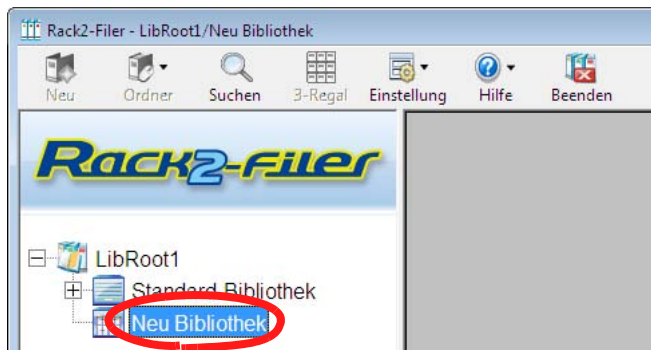 Rack2-Filer - LibRoot1/Neu Bibliothek
Neu Ordner Suchen 3-Regal Einstellung Hilfe Beenden
Rack2-Filer
LibRoot1
Standard Bibliothek
Neu Bibliothek